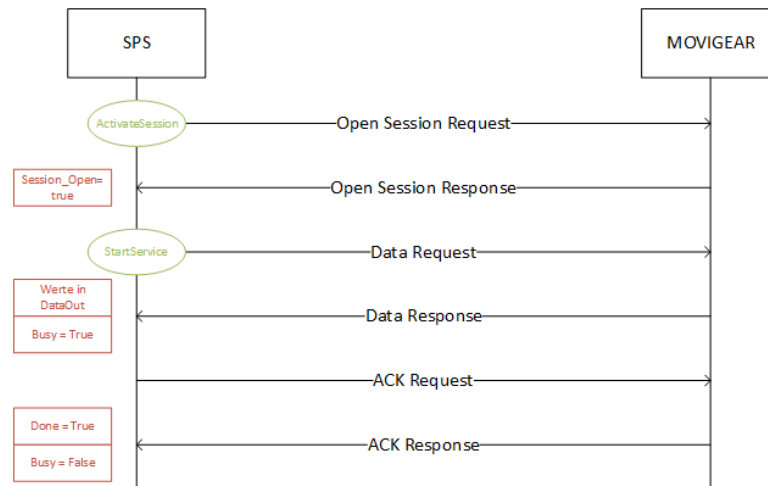 SPS
MOVIGEAR
ActivateSession
Open Session Request
Session_Open=
true
Open Session Response
StartService
Data Request
Werte in
DataOut
Busy = True
Data Response
ACK Request
Done = True
Busy = False
ACK Response